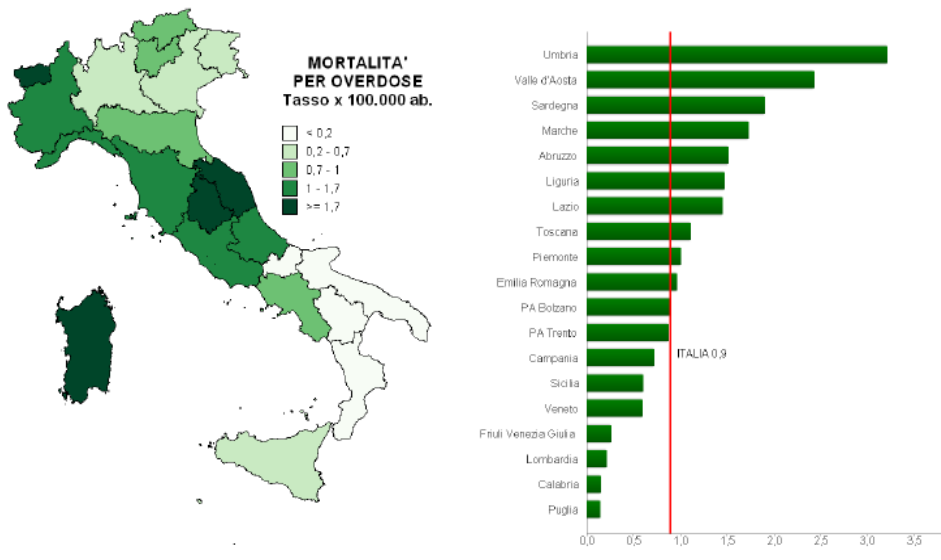 MORTALITA'
PER OVERDOSE
Tasso x 100.000 ab.
< 0,2
0,2 - 0,7
0,7 - 1
1 - 1,7
>= 1,7
Umbria
Valle d'Aosta
Sardegna
Marche
Abruzzo
Liguria
Lazio
Toscana
Piemonte
Emilia Romagna
PA Bolzano
PA Trento
Campania
ITALIA 0,9
Sicilia
Veneto
Friuli Venezia Giulia
Lombardia
Calabria
Puglia
0,0 0,5 1,0 1,5 2,0 2,5 3,0 3,5